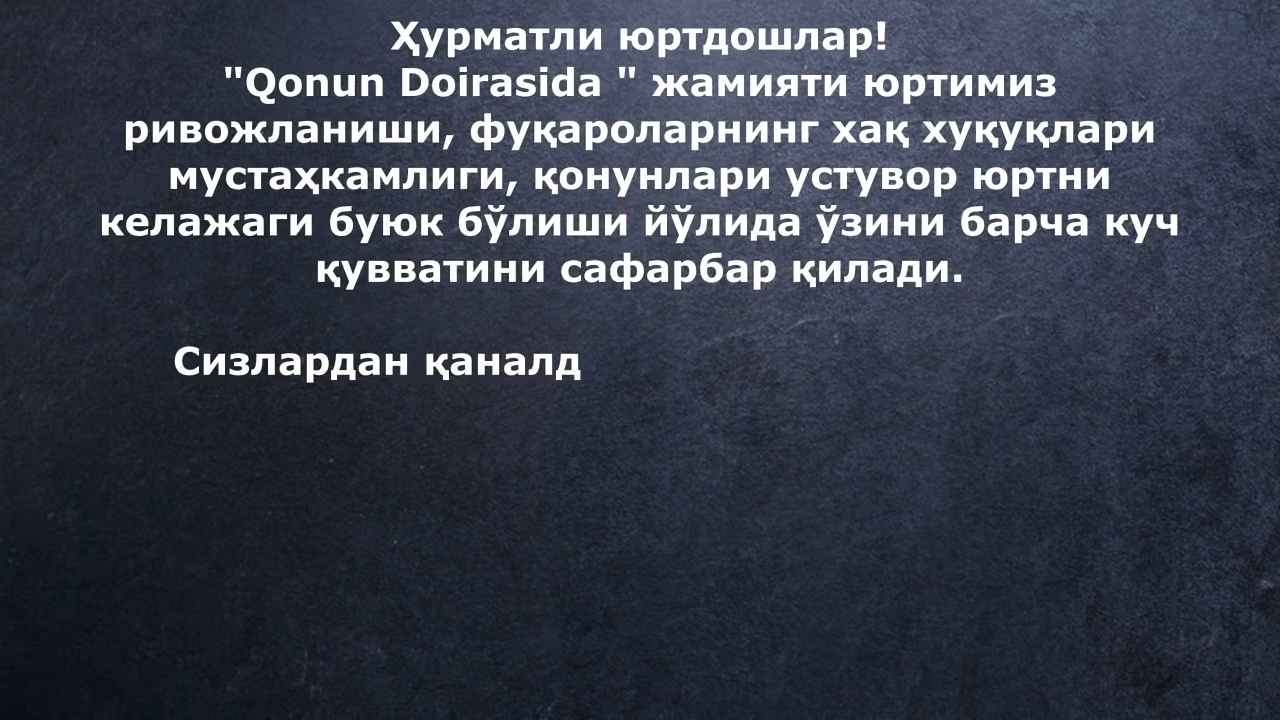 Ҳурматли юртдошлар!
"Qonun Doirasida " жамияти юртимиз
ривожланиши, фуқароларнинг хақ хуқуқлари
мустаҳкамлиги, қонунлари устувор юртни
келажаги буюк бўлиши йўлида ўзини барча куч
қувватини сафарбар қилади.
Сизлардан қаналд